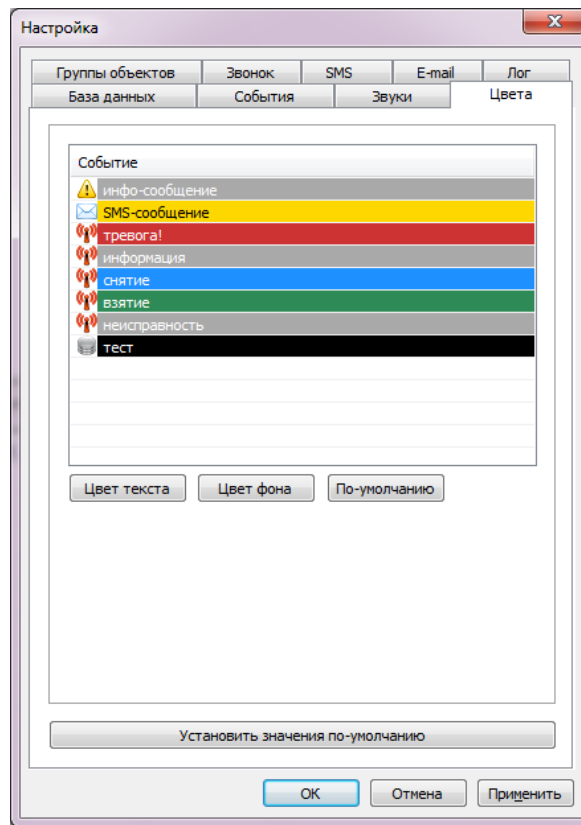 Настройка
Группы объектов Звонок SMS E-mail Лог
База данных События Звуки Цвета
Событие
инфо-сообщение
SMS-сообщение
тревога!
информация
снятие
взятие
неисправность
тест
Цвет текста Цвет фона По-умолчанию
Установить значения по-умолчанию
ОК Отмена Применить